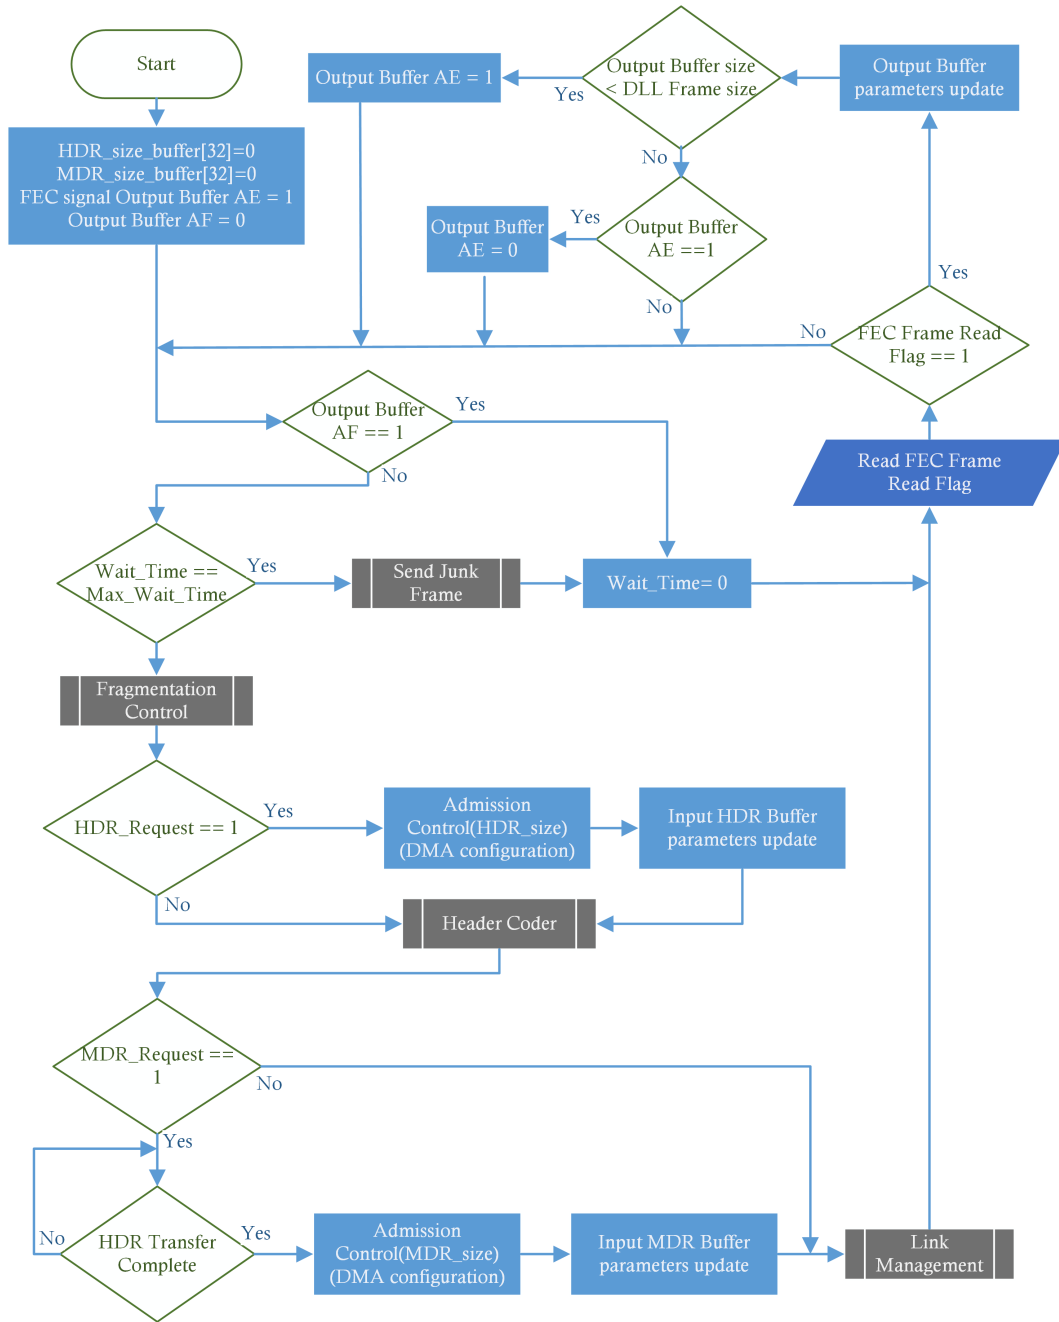 Start
HDR_size_buffer[32]=0
MDR_size_buffer[32]=0
FEC signal Output Buffer AE = 1
Output Buffer AF = 0
Output Buffer AE = 1
Yes
Output Buffer size
< DLL Frame size
Output Buffer
parameters update
No
Output Buffer
AE = 0
Yes
Output Buffer
AE ==1
No
Yes
No
FEC Frame Read
Flag == 1
Output Buffer
AF == 1
Yes
No
Read FEC Frame
Read Flag
Wait_Time ==
Max_Wait_Time
Yes
Send Junk
Frame
Wait_Time= 0
Fragmentation
Control
HDR_Request == 1
Yes
Admission
Control(HDR_size)
(DMA configuration)
Input HDR Buffer
parameters update
No
Header Coder
MDR_Request ==
1
No
Yes
No
HDR Transfer
Complete
Yes
Admission
Control(MDR_size)
(DMA configuration)
Input MDR Buffer
parameters update
Link
Management